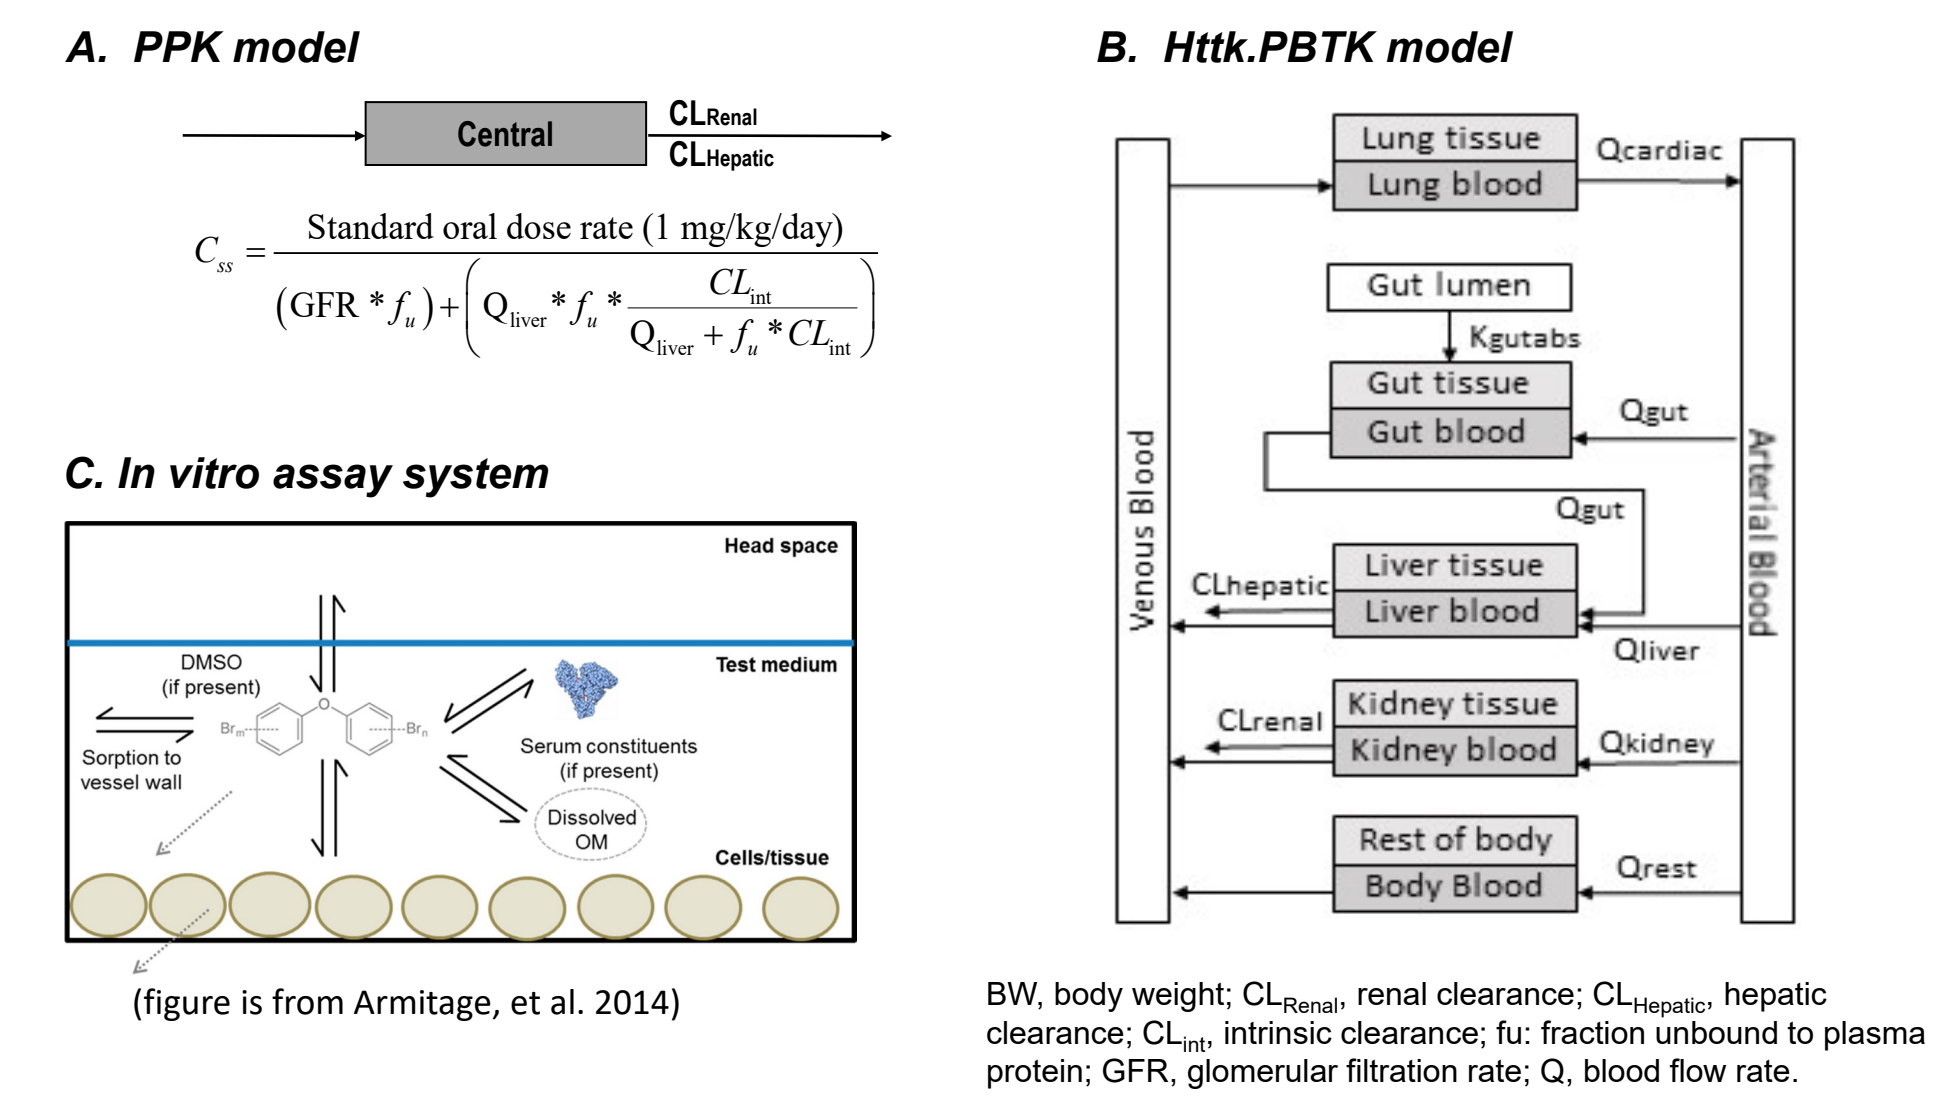 A. PPK model
Central
CLRenal
CLHepatic
Css = Standard oral dose rate (1 mg/kg/day)
(GFR * fu) + (Qliver * fu * CLint
Qliver + fu * CLint)
B. Httk.PBTK model
Venous Blood
Arterial Blood
Lung tissue
Lung blood
Qcardiac
Gut lumen
Kgutabs
Gut tissue
Gut blood
Qgut
Qgut
Liver tissue
Liver blood
CLhepatic
Qliver
Kidney tissue
Kidney blood
CLrenal
Qkidney
Rest of body
Body Blood
Qrest
C. In vitro assay system
Head space
Test medium
DMSO
(if present)
O
Brm
Brn
Sorption to
vessel wall
Serum constituents
(if present)
Dissolved
OM
Cells/tissue
(figure is from Armitage, et al. 2014)
BW, body weight; CLRenal, renal clearance; CLHepatic, hepatic
clearance; CLint, intrinsic clearance; fu: fraction unbound to plasma
protein; GFR, glomerular filtration rate; Q, blood flow rate.